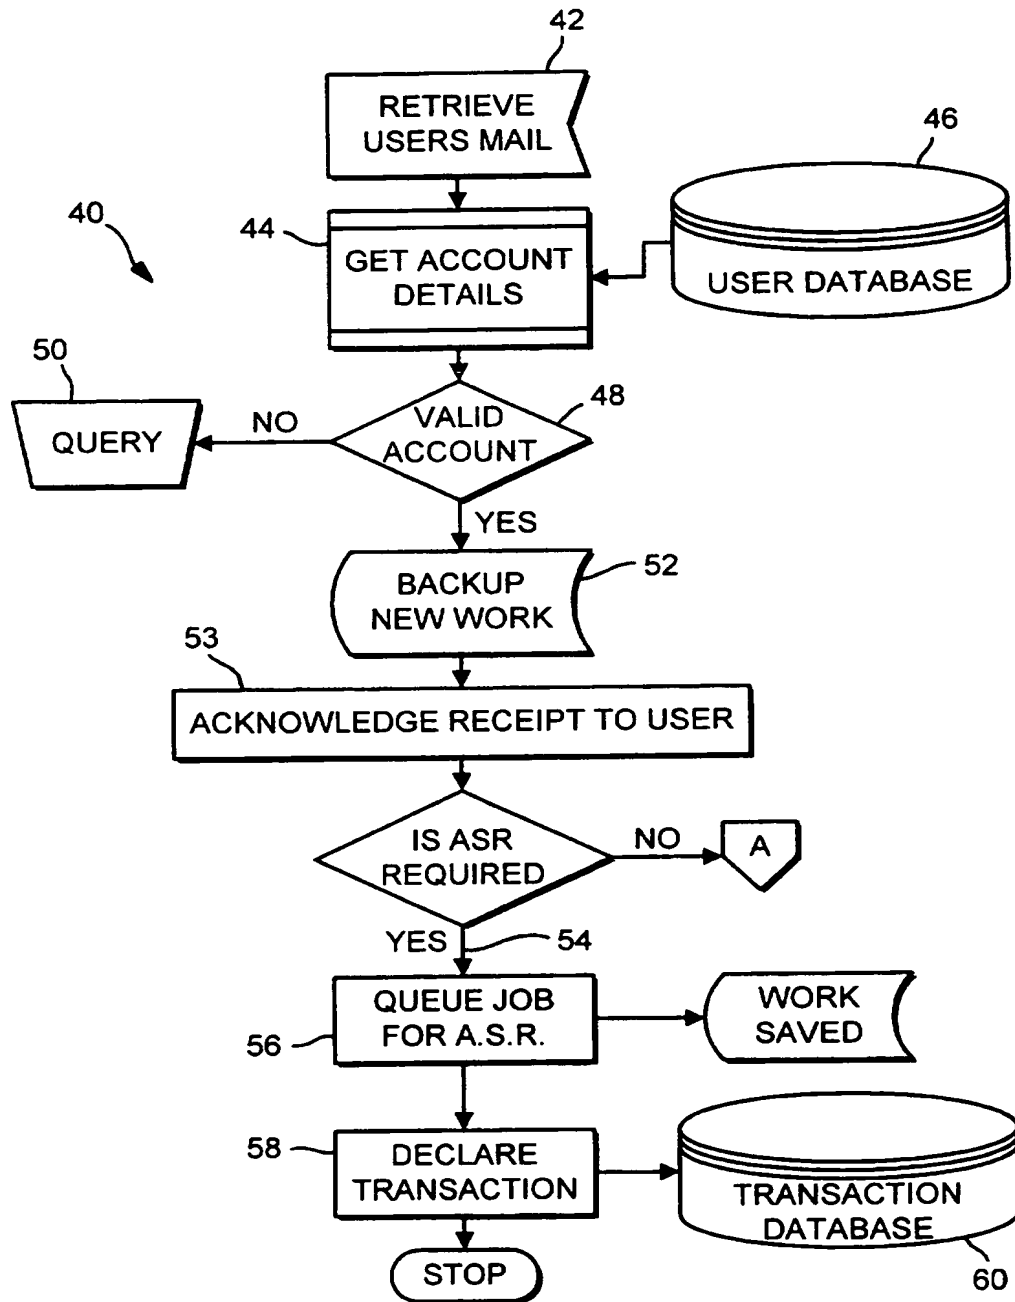 42
RETRIEVE
USERS MAIL
46
40
44
GET ACCOUNT
DETAILS
USER DATABASE
50
QUERY
NO
VALID
ACCOUNT
48
YES
BACKUP
NEW WORK
52
53
ACKNOWLEDGE RECEIPT TO USER
IS ASR
REQUIRED
NO
A
YES
54
QUEUE JOB
FOR A.S.R.
56
WORK
SAVED
58
DECLARE
TRANSACTION
TRANSACTION
DATABASE
60
STOP